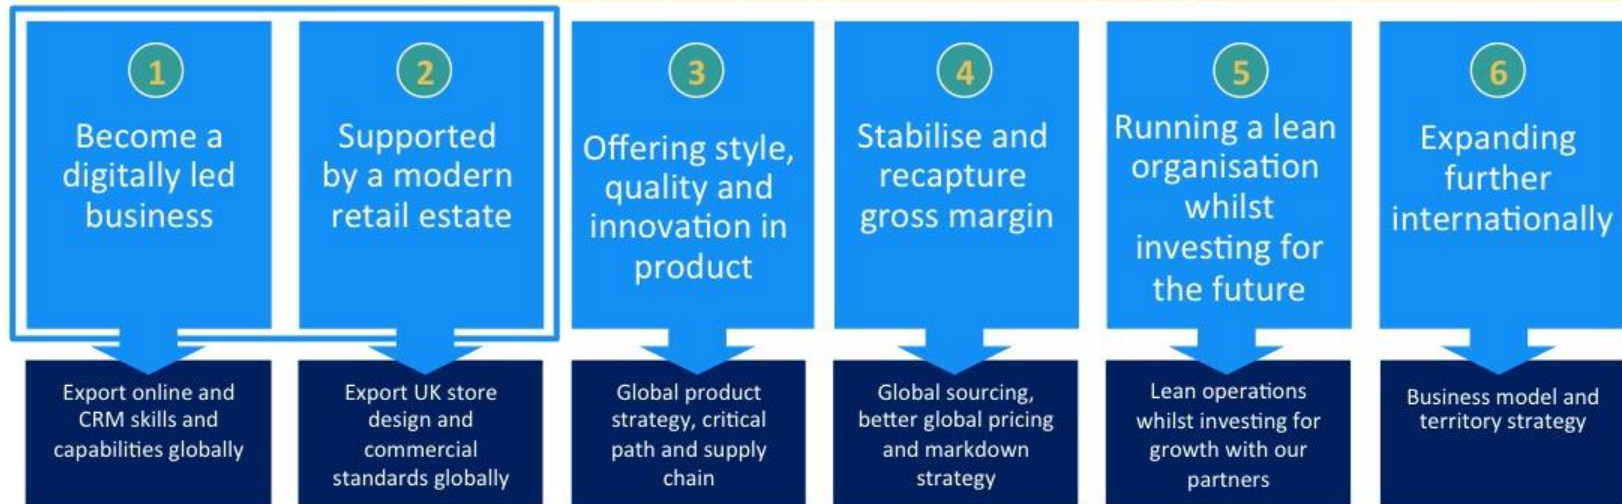 1
Become a
digitally led
business
Export online and
CRM skills and
capabilities globally
2
Supported
by a modern
retail estate
Export UK store
design and
commercial
standards globally
3
Offering style,
quality and
innovation in
product
Global product
strategy, critical
path and supply
chain
4
Stabilise and
recapture
gross margin
Global sourcing,
better global pricing
and markdown
strategy
5
Running a lean
organisation
whilst
investing for
the future
Lean operations
whilst investing for
growth with our
partners
6
Expanding
further
internationally
Business model and
territory strategy